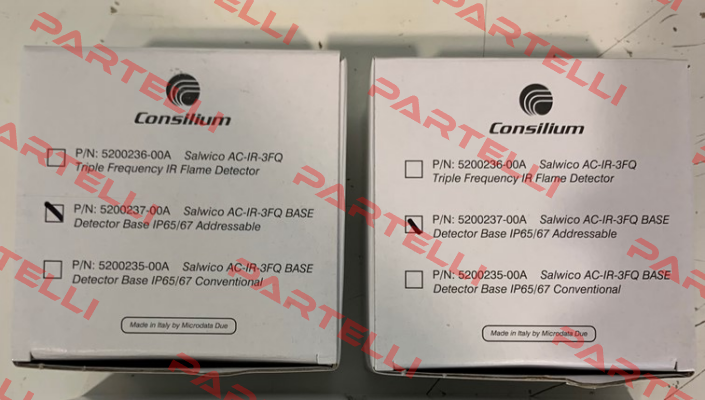 Consilium
P/N: 5200236-00A Salwico AC-IR-3FQ
Triple Frequency IR Flame Detector
P/N: 5200237-00A Salwico AC-IR-3FQ BASE
Detector Base IP65/67 Addressable
P/N: 5200235-00A Salwico AC-IR-3FQ BASE
Detector Base IP65/67 Conventional
Made in Italy by Microdata Due
Consilium
P/N: 5200236-00A Salwico AC-IR-3FQ
Triple Frequency IR Flame Detector
P/N: 5200237-00A Salwico AC-IR-3FQ BASE
Detector Base IP65/67 Addressable
P/N: 5200235-00A Salwico AC-IR-3FQ BASE
Detector Base IP65/67 Conventional
Made in Italy by Microdata Due
PARTELLI
PARTELLI
PARTELLI
PARTELLI
PARTELLI